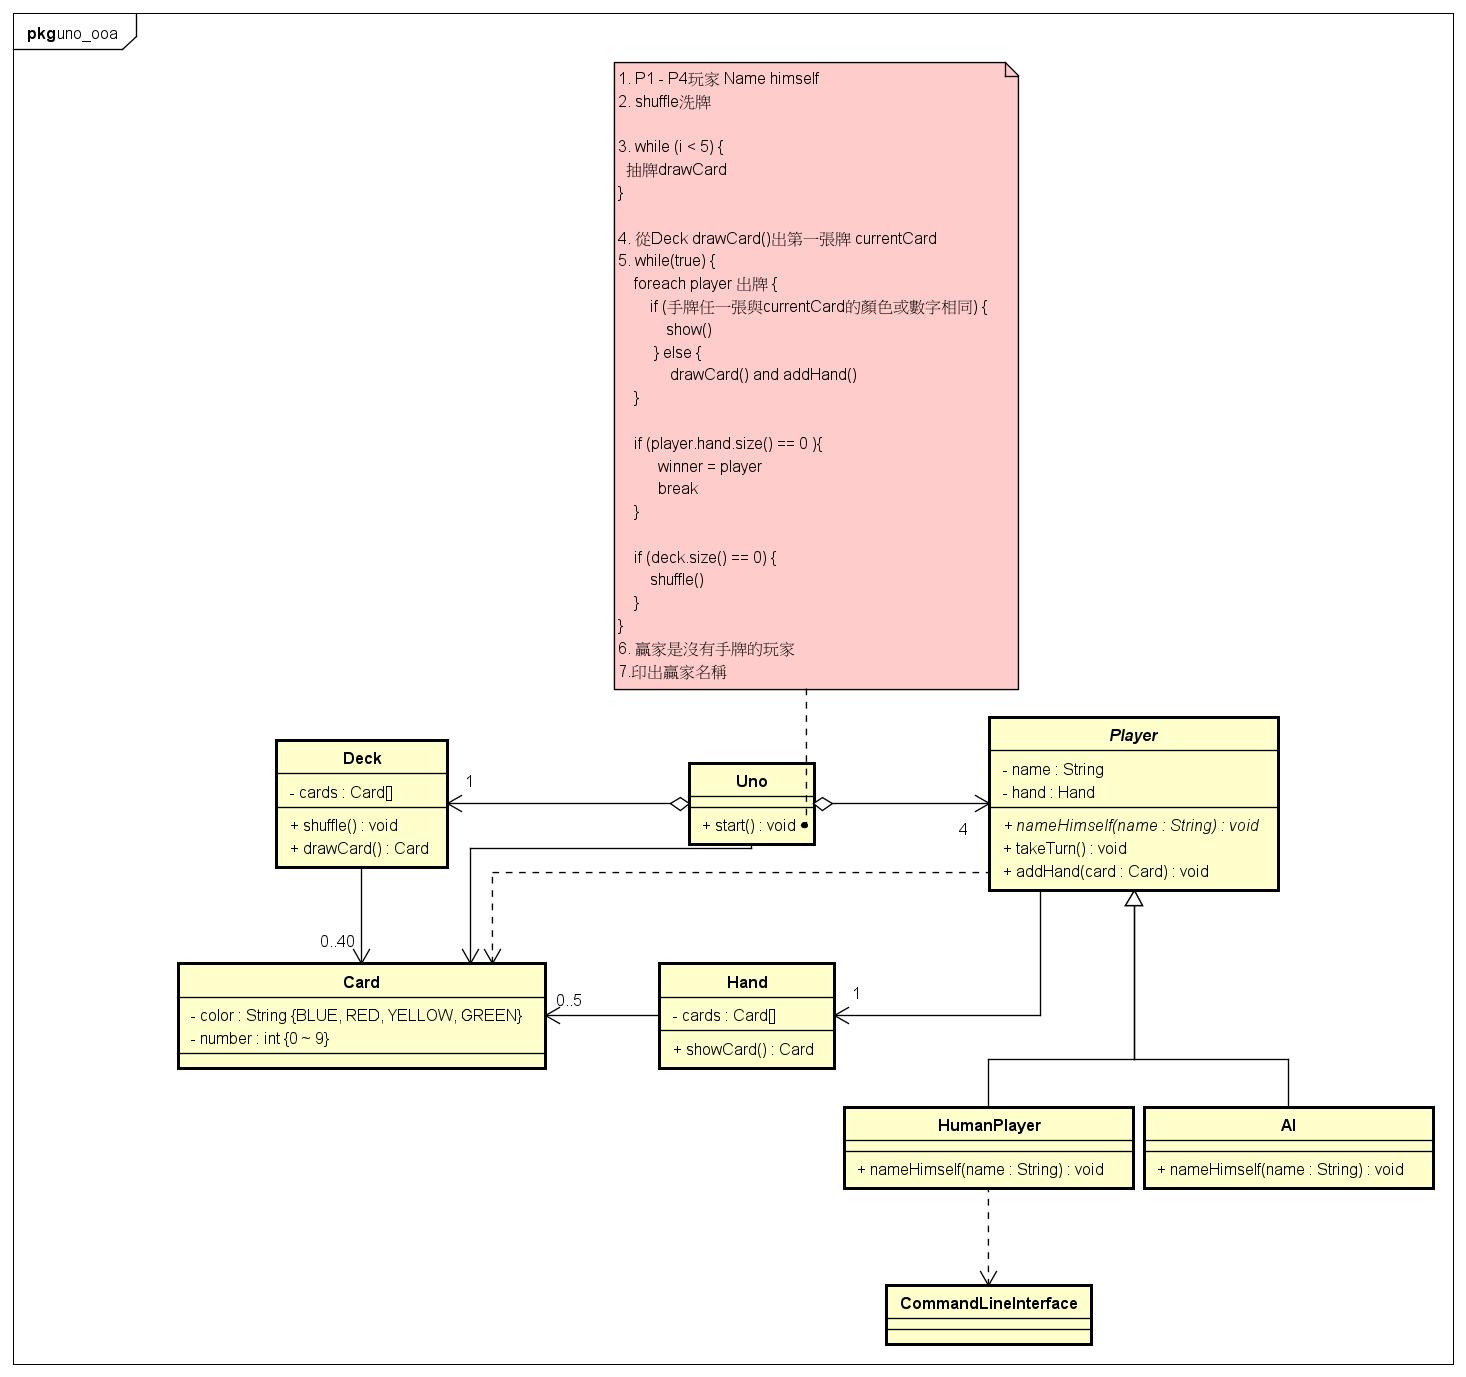 pkg uno_ooa
1. P1 - P4玩家 Name himself
2. shuffle洗牌
3. while (i < 5) {
抽牌drawCard
}
4. 從Deck drawCard()出第一張牌 currentCard
5. while(true) {
foreach player 出牌 {
if (手牌任一張與currentCard的顏色或數字相同) {
show()
} else {
drawCard() and addHand()
}
if (player.hand.size() == 0 ){
winner = player
break
}
if (deck.size() == 0) {
shuffle()
}
}
6. 贏家是沒有手牌的玩家
7.印出贏家名稱
Deck
- cards : Card[]
+ shuffle() : void
+ drawCard() : Card
1
Uno
+ start() : void
4
Player
- name : String
- hand : Hand
+ nameHimself(name : String) : void
+ takeTurn() : void
+ addHand(card : Card) : void
0..40
Card
- color : String {BLUE, RED, YELLOW, GREEN}
- number : int {0 ~ 9}
0..5
Hand
- cards : Card[]
+ showCard() : Card
1
HumanPlayer
+ nameHimself(name : String) : void
AI
+ nameHimself(name : String) : void
CommandLineInterface